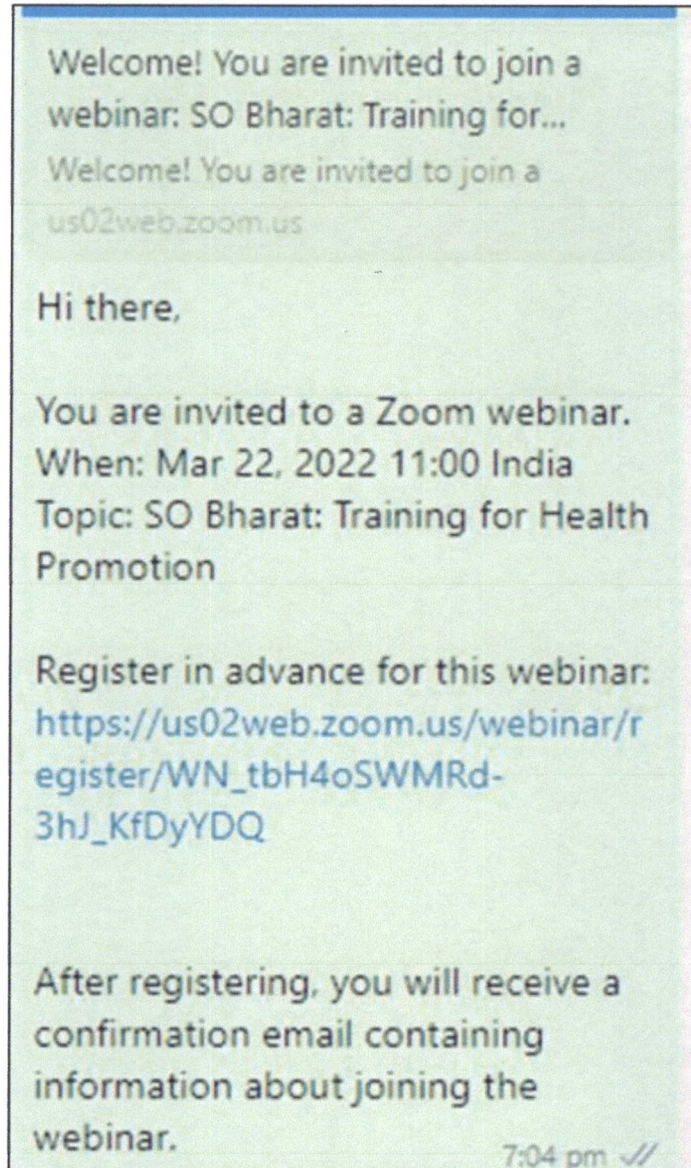 Welcome! You are invited to join a
webinar: SO Bharat: Training for...
Welcome! You are invited to join a
us02web.zoom.us
Hi there,
You are invited to a Zoom webinar.
When: Mar 22, 2022 11:00 India
Topic: SO Bharat: Training for Health
Promotion
Register in advance for this webinar:
https://us02web.zoom.us/webinar/r
egister/WN_tbH4oSWMRd-
3hJ_KfDyYDQ
After registering, you will receive a
confirmation email containing
information about joining the
webinar.
7:04 pm